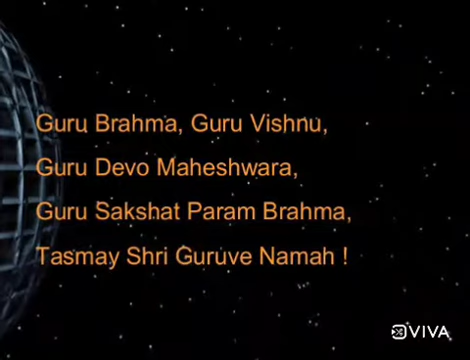 Guru Brahma, Guru Vishnu,
Guru Devo Maheshwara,
Guru Sakshat Param Brahma,
Tasmay Shri Guruve Namah !
VIVA